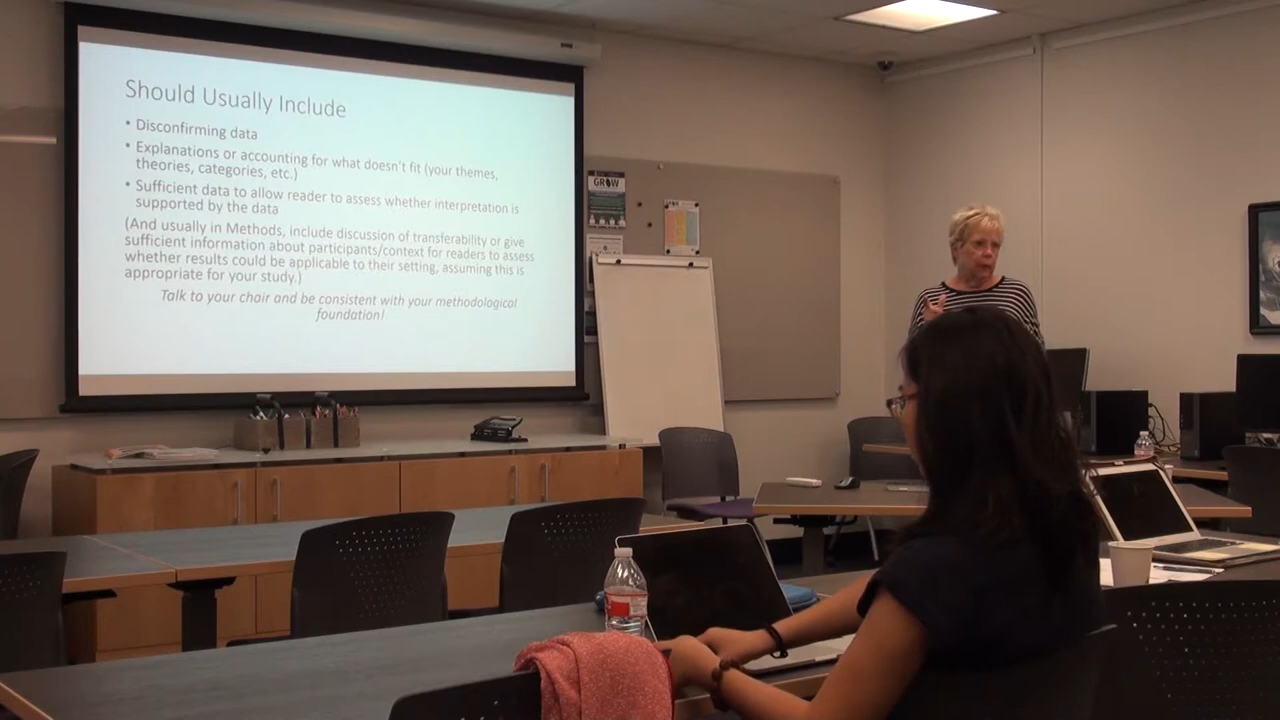 Should Usually Include
• Disconfirming data
• Explanations or accounting for what doesn't fit (your themes,
theories, categories, etc.)
• Sufficient data to allow reader to assess whether interpretation is
supported by the data
(And usually in Methods, include discussion of transferability or give
sufficient information about participants/context for readers to assess
whether results could be applicable to their setting, assuming this is
appropriate for your study.)
Talk to your chair and be consistent with your methodological
foundation!
GROW